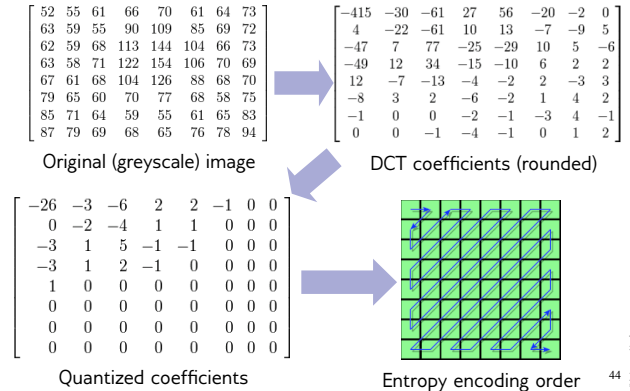 52 55 61 66 70 61 64 73
63 59 55 90 109 85 69 72
62 59 68 113 144 104 66 73
63 58 71 122 154 106 70 69
67 61 68 104 126 88 68 70
79 65 60 70 77 68 58 75
85 71 64 59 55 61 65 83
87 79 69 68 65 76 78 94
Original (greyscale) image
−415 −30 −61 27 56 −20 −2 0
4 −22 −61 10 13 −7 −9 5
−47 7 77 −25 −29 10 5 −6
−49 12 34 −15 −10 6 2 2
12 −7 −13 −4 −2 2 −3 3
−8 3 2 −6 −2 1 4 2
−1 0 0 −2 −1 −3 4 −1
0 0 −1 −4 −1 0 1 2
DCT coefficients (rounded)
−26 −3 −6 2 2 −1 0 0
0 −2 −4 1 1 0 0 0
−3 1 5 −1 −1 0 0 0
−3 1 2 −1 0 0 0 0
1 0 0 0 0 0 0 0
0 0 0 0 0 0 0 0
0 0 0 0 0 0 0 0
0 0 0 0 0 0 0 0
Quantized coefficients
Entropy encoding order
44